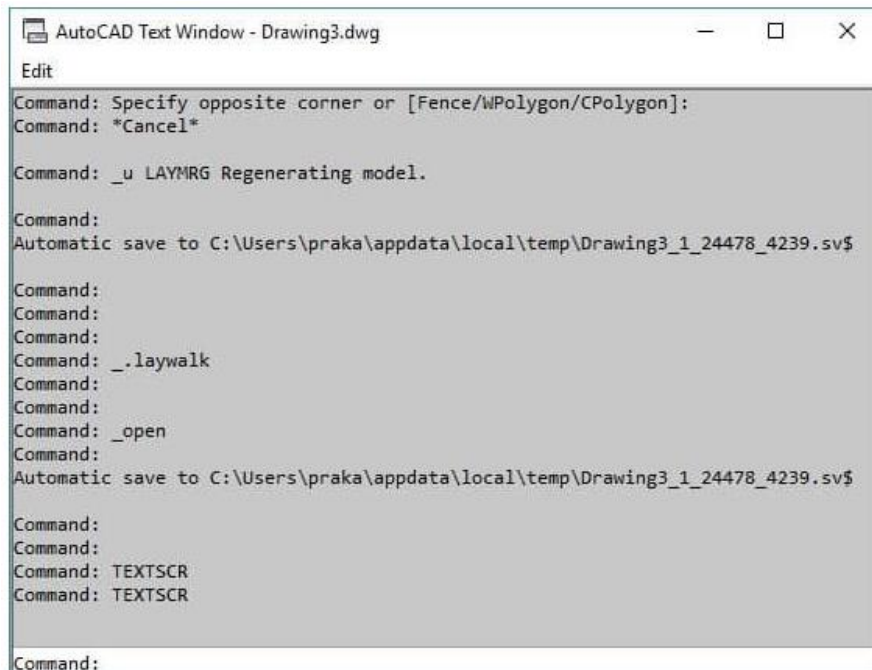 AutoCAD Text Window - Drawing3.dwg
Edit
Command: Specify opposite corner or [Fence/WPolygon/CPolygon]:
Command: *Cancel*
Command: _u LAYMRG Regenerating model.
Command:
Automatic save to C:\Users\praka\appdata\local\temp\Drawing3_1_24478_4239.sv$
Command:
Command:
Command:
Command: _.laywalk
Command:
Command:
Command: _open
Command:
Automatic save to C:\Users\praka\appdata\local\temp\Drawing3_1_24478_4239.sv$
Command:
Command:
Command: TEXTSCR
Command: TEXTSCR
Command: